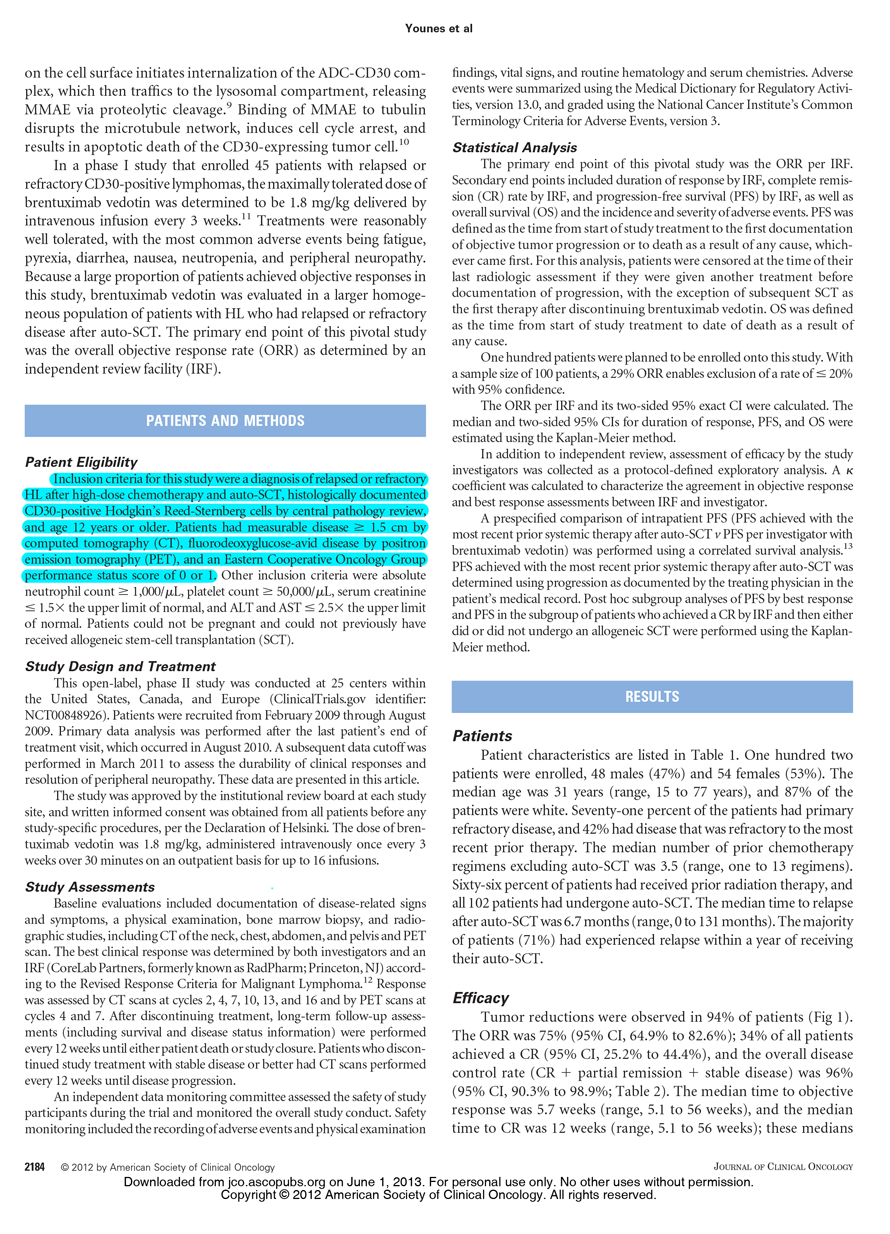 Younes et al
on the cell surface initiates internalization of the ADC-CD30 com-
plex, which then traffics to the lysosomal compartment, releasing
MMAE via proteolytic cleavage.9 Binding of MMAE to tubulin
disrupts the microtubule network, induces cell cycle arrest, and
results in apoptotic death of the CD30-expressing tumor cell.10
In a phase I study that enrolled 45 patients with relapsed or
refractory CD30-positive lymphomas, the maximally tolerated dose of
brentuximab vedotin was determined to be 1.8 mg/kg delivered by
intravenous infusion every 3 weeks.11 Treatments were reasonably
well tolerated, with the most common adverse events being fatigue,
pyrexia, diarrhea, nausea, neutropenia, and peripheral neuropathy.
Because a large proportion of patients achieved objective responses in
this study, brentuximab vedotin was evaluated in a larger homoge-
neous population of patients with HL who had relapsed or refractory
disease after auto-SCT. The primary end point of this pivotal study
was the overall objective response rate (ORR) as determined by an
independent review facility (IRF).
PATIENTS AND METHODS
Patient Eligibility
Inclusion criteria for this study were a diagnosis of relapsed or refractory
HL after high-dose chemotherapy and auto-SCT, histologically documented
CD30-positive Hodgkin's Reed-Sternberg cells by central pathology review,
and age 12 years or older. Patients had measurable disease ≥ 1.5 cm by
computed tomography (CT), fluorodeoxyglucose-avid disease by positron
emission tomography (PET), and an Eastern Cooperative Oncology Group
performance status score of 0 or 1. Other inclusion criteria were absolute
neutrophil count ≥ 1,000/μL, platelet count ≥ 50,000/μL, serum creatinine
≤ 1.5× the upper limit of normal, and ALT and AST ≤ 2.5× the upper limit
of normal. Patients could not be pregnant and could not previously have
received allogeneic stem-cell transplantation (SCT).
Study Design and Treatment
This open-label, phase II study was conducted at 25 centers within
the United States, Canada, and Europe (ClinicalTrials.gov identifier:
NCT00848926). Patients were recruited from February 2009 through August
2009. Primary data analysis was performed after the last patient's end of
treatment visit, which occurred in August 2010. A subsequent data cutoff was
performed in March 2011 to assess the durability of clinical responses and
resolution of peripheral neuropathy. These data are presented in this article.
The study was approved by the institutional review board at each study
site, and written informed consent was obtained from all patients before any
study-specific procedures, per the Declaration of Helsinki. The dose of bren-
tuximab vedotin was 1.8 mg/kg, administered intravenously once every 3
weeks over 30 minutes on an outpatient basis for up to 16 infusions.
Study Assessments
Baseline evaluations included documentation of disease-related signs
and symptoms, a physical examination, bone marrow biopsy, and radio-
graphic studies, including CT of the neck, chest, abdomen, and pelvis and PET
scan. The best clinical response was determined by both investigators and an
IRF (CoreLab Partners, formerly known as RadPharm; Princeton, NJ) accord-
ing to the Revised Response Criteria for Malignant Lymphoma.12 Response
was assessed by CT scans at cycles 2, 4, 7, 10, 13, and 16 and by PET scans at
cycles 4 and 7. After discontinuing treatment, long-term follow-up assess-
ments (including survival and disease status information) were performed
every 12 weeks until either patient death or study closure. Patients who discon-
tinued study treatment with stable disease or better had CT scans performed
every 12 weeks until disease progression.
An independent data monitoring committee assessed the safety of study
participants during the trial and monitored the overall study conduct. Safety
monitoring included the recording of adverse events and physical examination
findings, vital signs, and routine hematology and serum chemistries. Adverse
events were summarized using the Medical Dictionary for Regulatory Activi-
ties, version 13.0, and graded using the National Cancer Institute's Common
Terminology Criteria for Adverse Events, version 3.
Statistical Analysis
The primary end point of this pivotal study was the ORR per IRF.
Secondary end points included duration of response by IRF, complete remis-
sion (CR) rate by IRF, and progression-free survival (PFS) by IRF, as well as
overall survival (OS) and the incidence and severity of adverse events. PFS was
defined as the time from start of study treatment to the first documentation
of objective tumor progression or to death as a result of any cause, which-
ever came first. For this analysis, patients were censored at the time of their
last radiologic assessment if they were given another treatment before
documentation of progression, with the exception of subsequent SCT as
the first therapy after discontinuing brentuximab vedotin. OS was defined
as the time from start of study treatment to date of death as a result of
any cause.
One hundred patients were planned to be enrolled onto this study. With
a sample size of 100 patients, a 29% ORR enables exclusion of a rate of ≤ 20%
with 95% confidence.
The ORR per IRF and its two-sided 95% exact CI were calculated. The
median and two-sided 95% CIs for duration of response, PFS, and OS were
estimated using the Kaplan-Meier method.
In addition to independent review, assessment of efficacy by the study
investigators was collected as a protocol-defined exploratory analysis. A κ
coefficient was calculated to characterize the agreement in objective response
and best response assessments between IRF and investigator.
A prespecified comparison of intrapatient PFS (PFS achieved with the
most recent prior systemic therapy after auto-SCT v PFS per investigator with
brentuximab vedotin) was performed using a correlated survival analysis.13
PFS achieved with the most recent prior systemic therapy after auto-SCT was
determined using progression as documented by the treating physician in the
patient's medical record. Post hoc subgroup analyses of PFS by best response
and PFS in the subgroup of patients who achieved a CR by IRF and then either
did or did not undergo an allogeneic SCT were performed using the Kaplan-
Meier method.
RESULTS
Patients
Patient characteristics are listed in Table 1. One hundred two
patients were enrolled, 48 males (47%) and 54 females (53%). The
median age was 31 years (range, 15 to 77 years), and 87% of the
patients were white. Seventy-one percent of the patients had primary
refractory disease, and 42% had disease that was refractory to the most
recent prior therapy. The median number of prior chemotherapy
regimens excluding auto-SCT was 3.5 (range, one to 13 regimens).
Sixty-six percent of patients had received prior radiation therapy, and
all 102 patients had undergone auto-SCT. The median time to relapse
after auto-SCT was 6.7 months (range, 0 to 131 months). The majority
of patients (71%) had experienced relapse within a year of receiving
their auto-SCT.
Efficacy
Tumor reductions were observed in 94% of patients (Fig 1).
The ORR was 75% (95% CI, 64.9% to 82.6%); 34% of all patients
achieved a CR (95% CI, 25.2% to 44.4%), and the overall disease
control rate (CR + partial remission + stable disease) was 96%
(95% CI, 90.3% to 98.9%; Table 2). The median time to objective
response was 5.7 weeks (range, 5.1 to 56 weeks), and the median
time to CR was 12 weeks (range, 5.1 to 56 weeks); these medians
2184 © 2012 by American Society of Clinical Oncology
JOURNAL OF CLINICAL ONCOLOGY
Downloaded from jco.ascopubs.org on June 1, 2013. For personal use only. No other uses without permission.
Copyright © 2012 American Society of Clinical Oncology. All rights reserved.